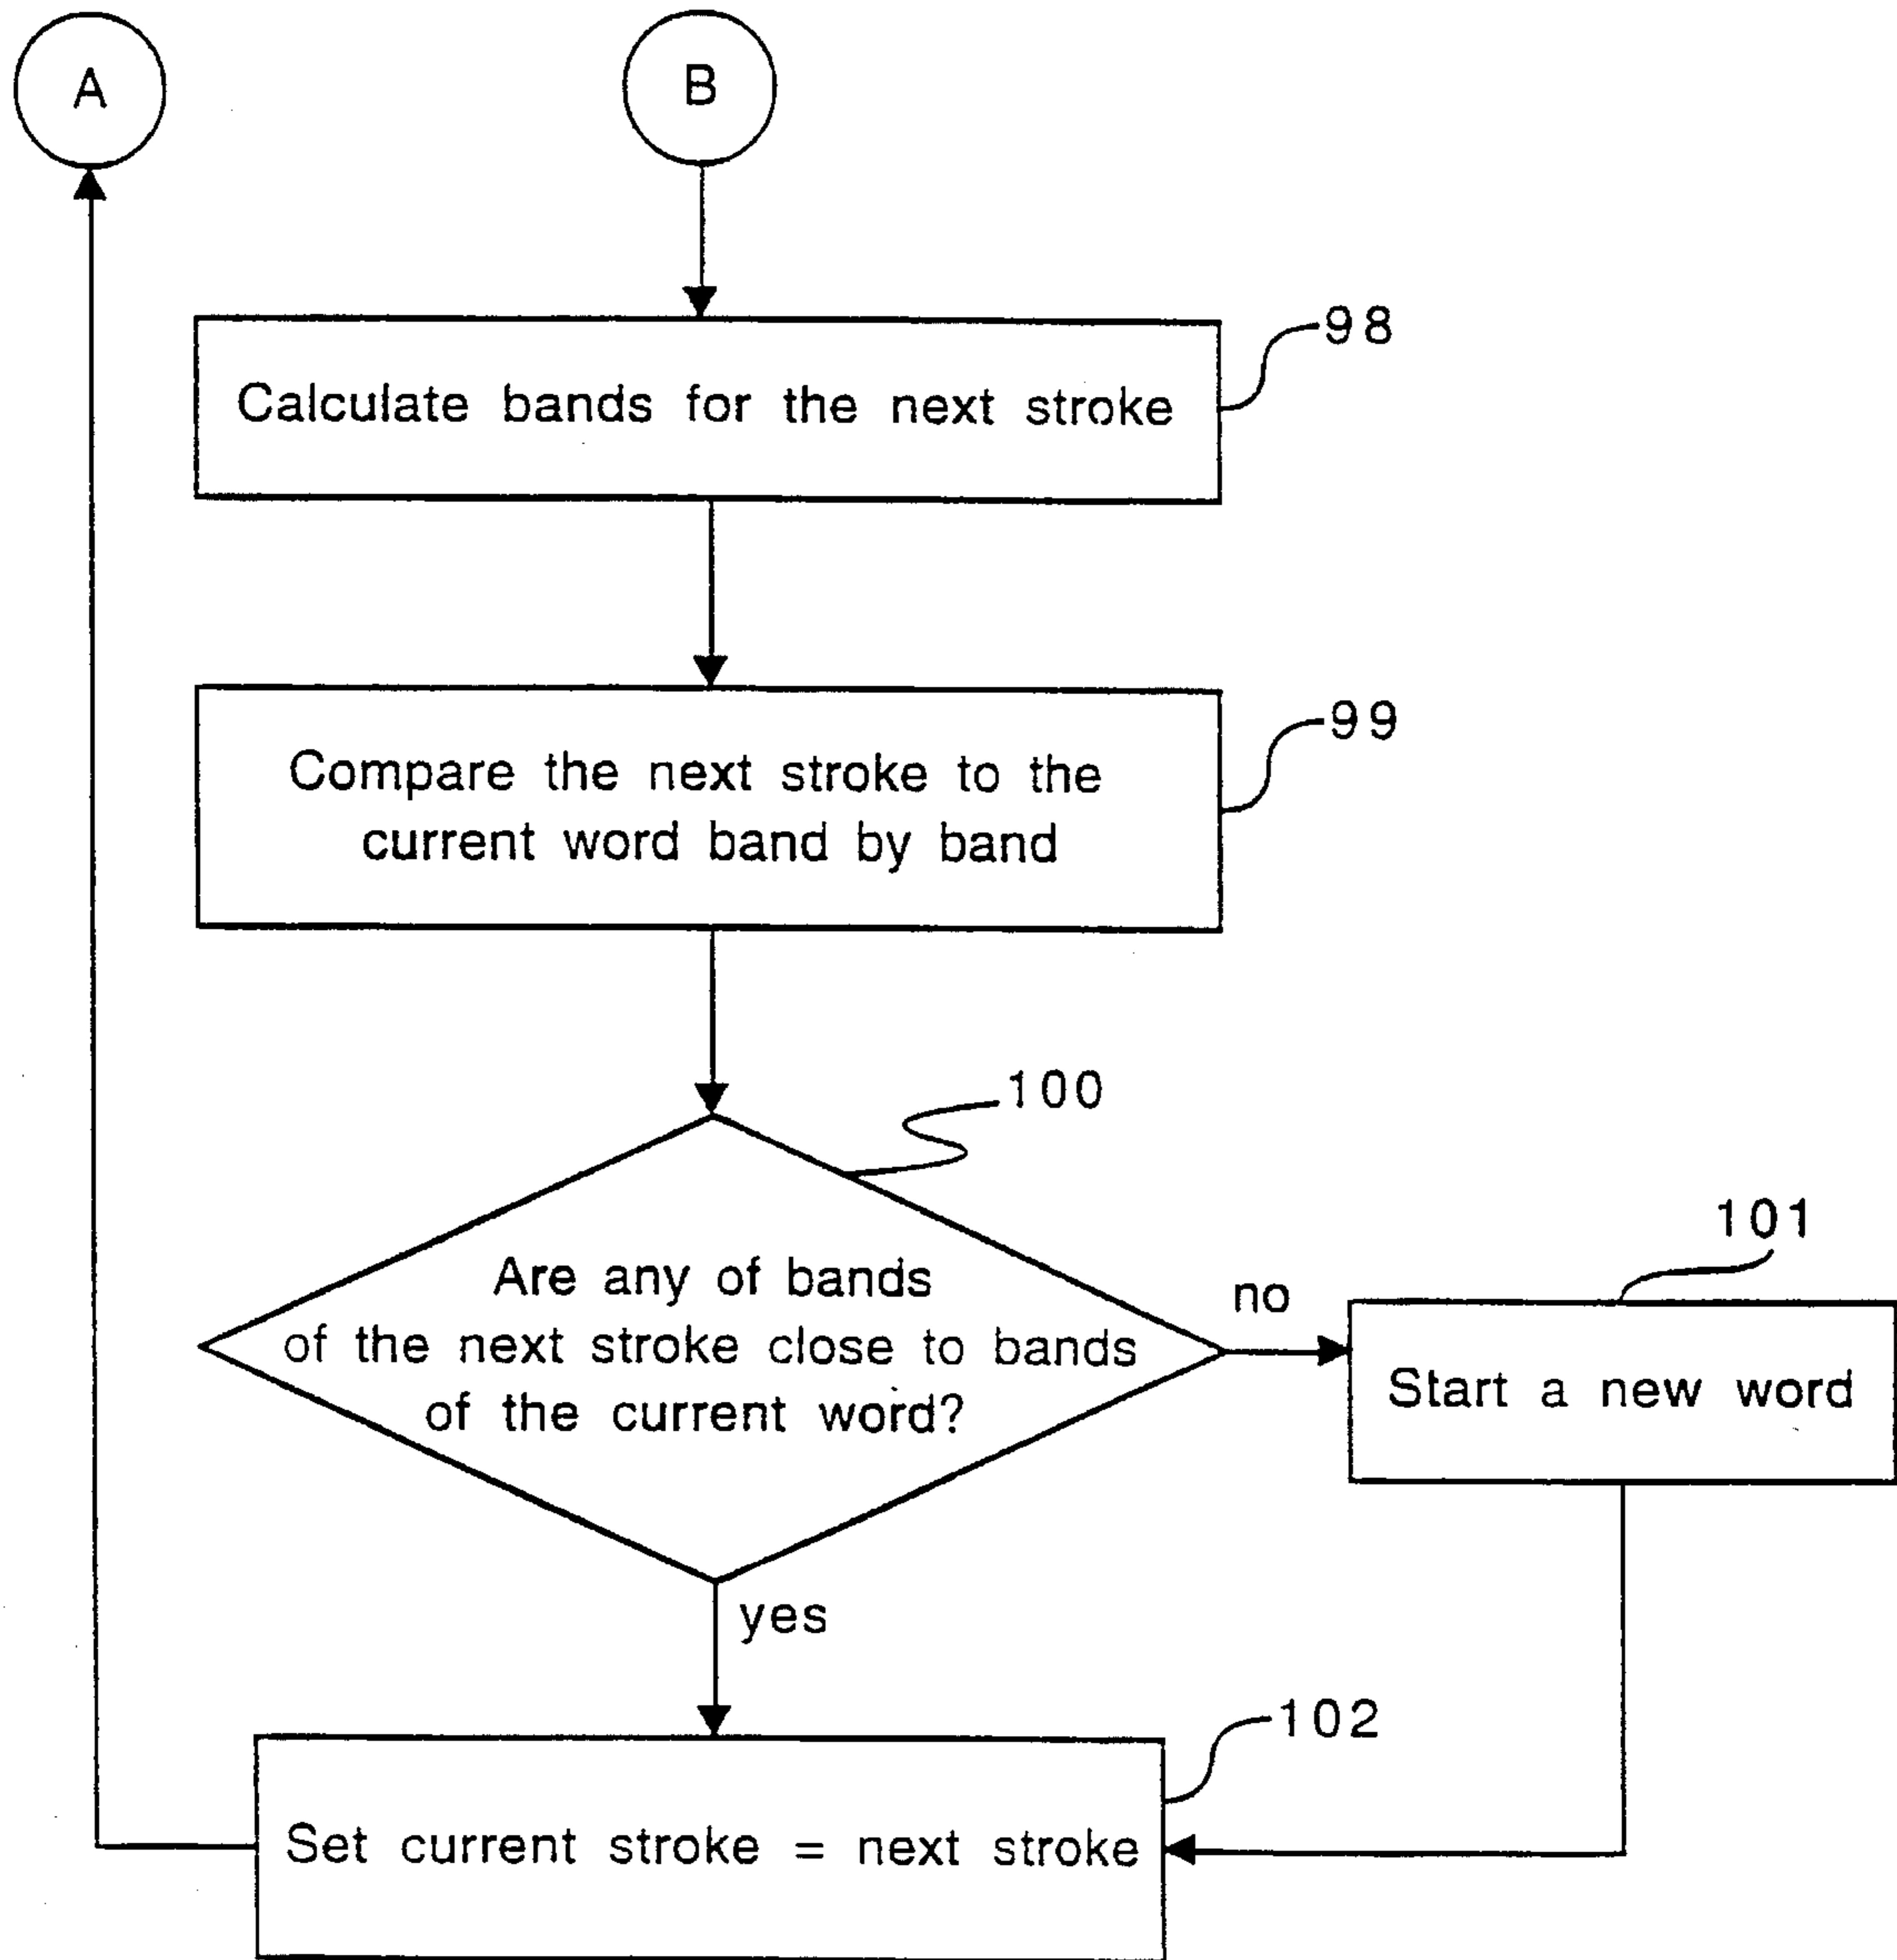 A
B
98
Calculate bands for the next stroke
99
Compare the next stroke to the
current word band by band
100
Are any of bands
of the next stroke close to bands
of the current word?
no
101
Start a new word
yes
102
Set current stroke = next stroke